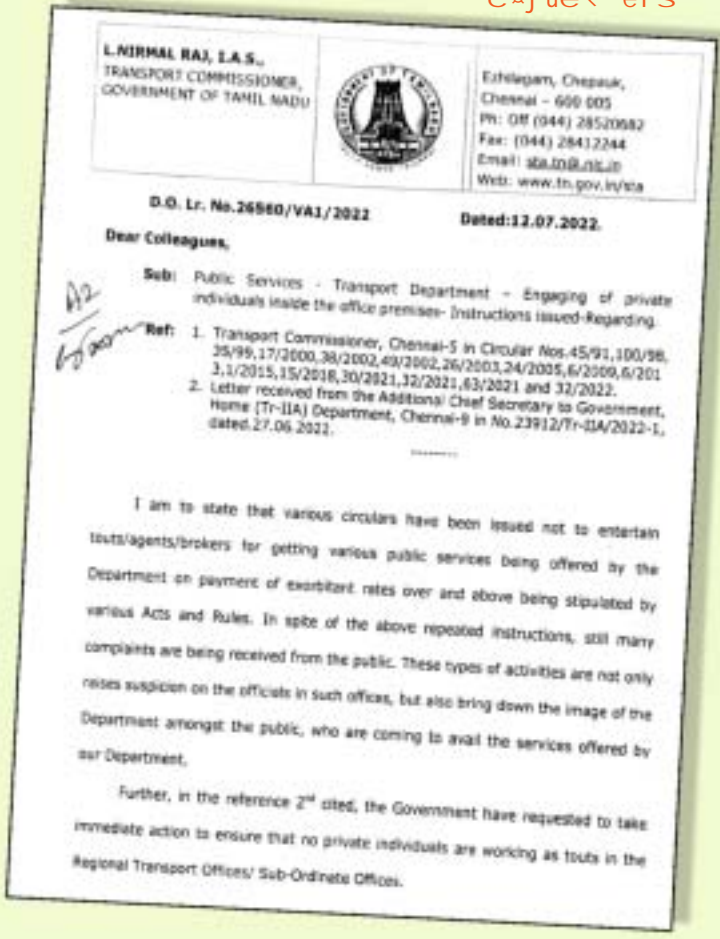 L.NIRMAL RAJ, I.A.S.,
TRANSPORT COMMISSIONER,
GOVERNMENT OF TAMIL NADU
GOVERNMENT OF TAMILNADU
Ezhilagam, Chepauk,
Chennai – 600 005
Ph: Off (044) 28520682
Fax: (044) 28412244
Email: sta.tn@.nic.in
Web: www.tn.gov.in/sta
D.O. Lr. No.26560/VA1/2022 Dated:12.07.2022.
Dear Colleagues,
Sub: Public Services - Transport Department – Engaging of private
individuals inside the office premises- Instructions issued-Regarding.
A2
Ref: 1. Transport Commissioner, Chennai-5 in Circular Nos.45/91,100/98,
35/99,17/2000,38/2002,49/2002,26/2003,24/2005,6/2009,6/201
3,1/2015,15/2018,30/2021,32/2021,63/2021 and 32/2022.
2. Letter received from the Additional Chief Secretary to Government,
Home (Tr-IIA) Department, Chennai-9 in No.23912/Tr-IIA/2022-1,
dated.27.06.2022.
---------
I am to state that various circulars have been issued not to entertain
touts/agents/brokers for getting various public services being offered by the
Department on payment of exorbitant rates over and above being stipulated by
various Acts and Rules. In spite of the above repeated instructions, still many
complaints are being received from the public. These types of activities are not only
raises suspicion on the officials in such offices, but also bring down the image of the
Department amongst the public, who are coming to avail the services offered by
our Department.
Further, in the reference 2nd cited, the Government have requested to take
immediate action to ensure that no private individuals are working as touts in the
Regional Transport Offices/ Sub-Ordinate Offices.